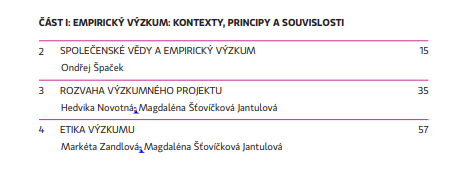 ČÁST I: EMPIRICKÝ VÝZKUM: KONTEXTY, PRINCIPY A SOUVISLOSTI
2 SPOLEČENSKÉ VĚDY A EMPIRICKÝ VÝZKUM 15
Ondřej Špaček
3 ROZVAHA VÝZKUMNÉHO PROJEKTU 35
Hedvika Novotná, Magdaléna Šťovíčková Jantulová
4 ETIKA VÝZKUMU 57
Markéta Zandlová, Magdaléna Šťovíčková Jantulová